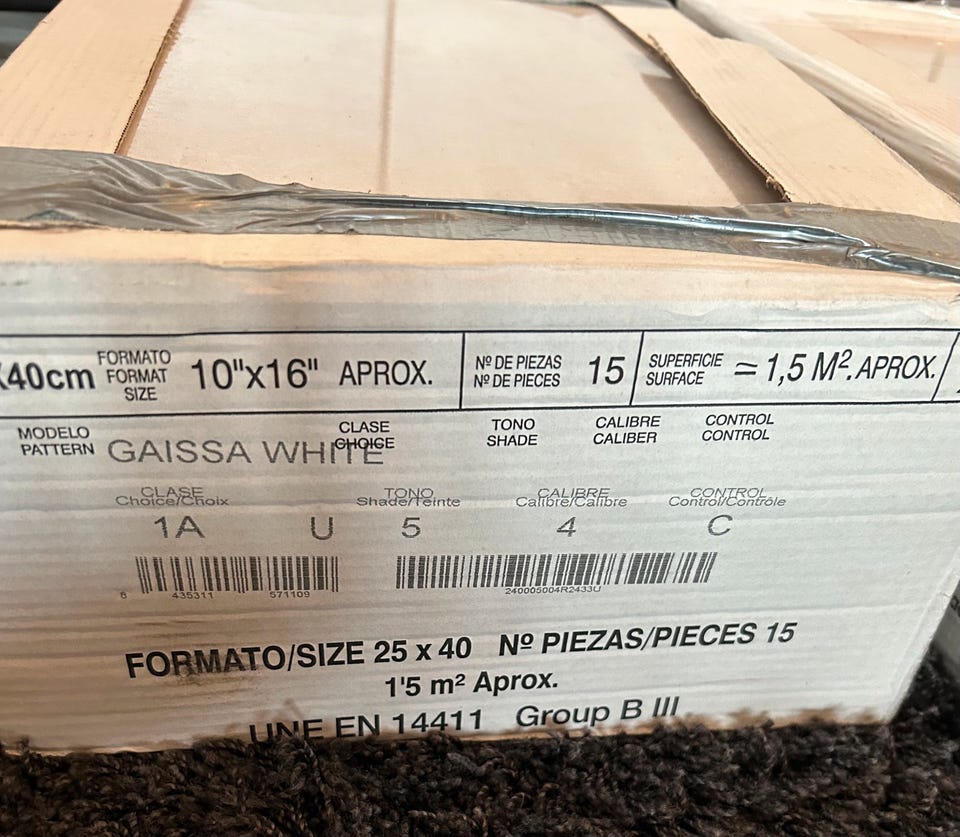 40cm FORMATO FORMAT SIZE 10"x16" APROX. Nº DE PIEZAS Nº DE PIECES 15 SUPERFICIE SURFACE = 1,5 M². APROX.
MODELO PATTERN GAISSA WHITE CLASE CHOICE TONO SHADE CALIBRE CALIBER CONTROL CONTROL
CLASE TONO CALIBRE CONTROL
Choice/Choix Shade/Teinte Calibre/Calibre Control/Contrôle
1A U 5 4 C
8 435311 571109 240005004R2433U
FORMATO/SIZE 25 x 40 Nº PIEZAS/PIECES 15
1'5 m² Aprox.
UNE EN 14411 Group B III